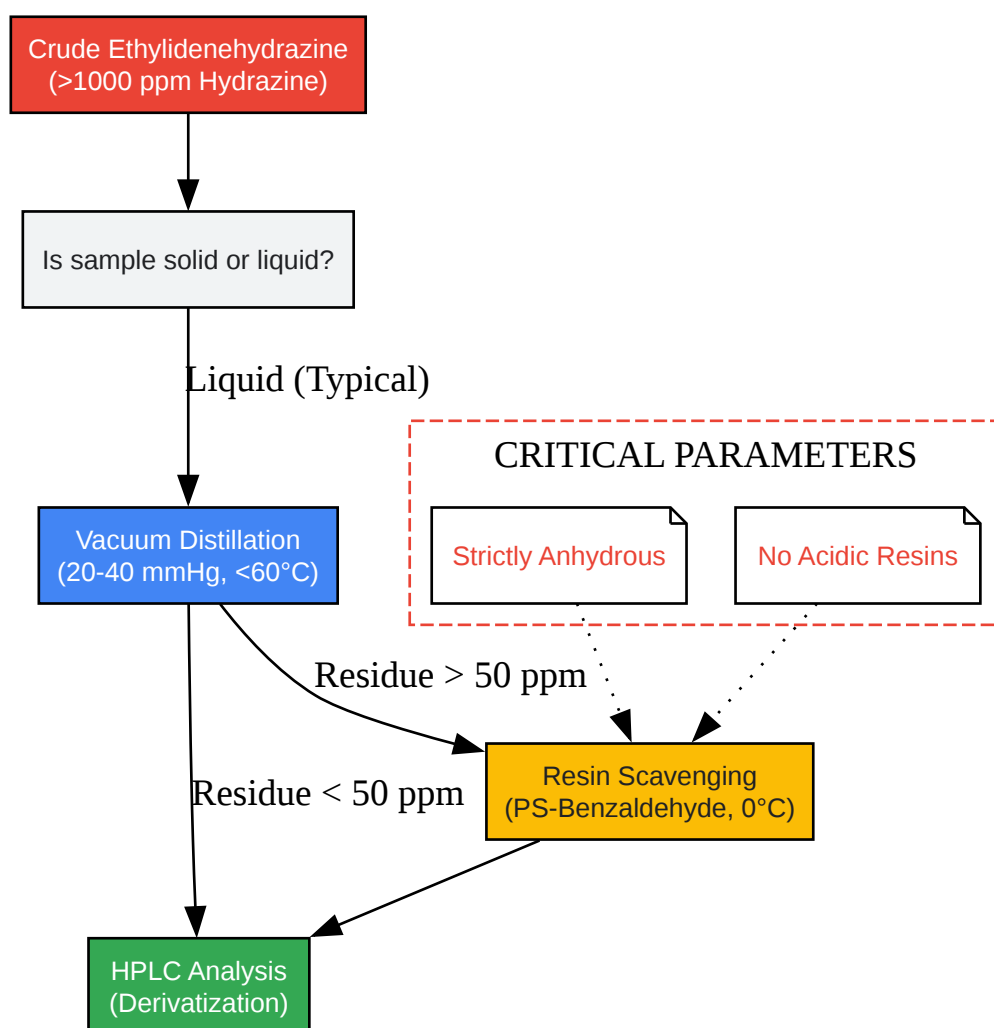 Crude Ethylidenehydrazine
(>1000 ppm Hydrazine)
Is sample solid or liquid?
Liquid (Typical)
CRITICAL PARAMETERS
Vacuum Distillation
(20-40 mmHg, <60°C)
Strictly Anhydrous
No Acidic Resins
Residue > 50 ppm
Residue < 50 ppm
Resin Scavenging
(PS-Benzaldehyde, 0°C)
HPLC Analysis
(Derivatization)